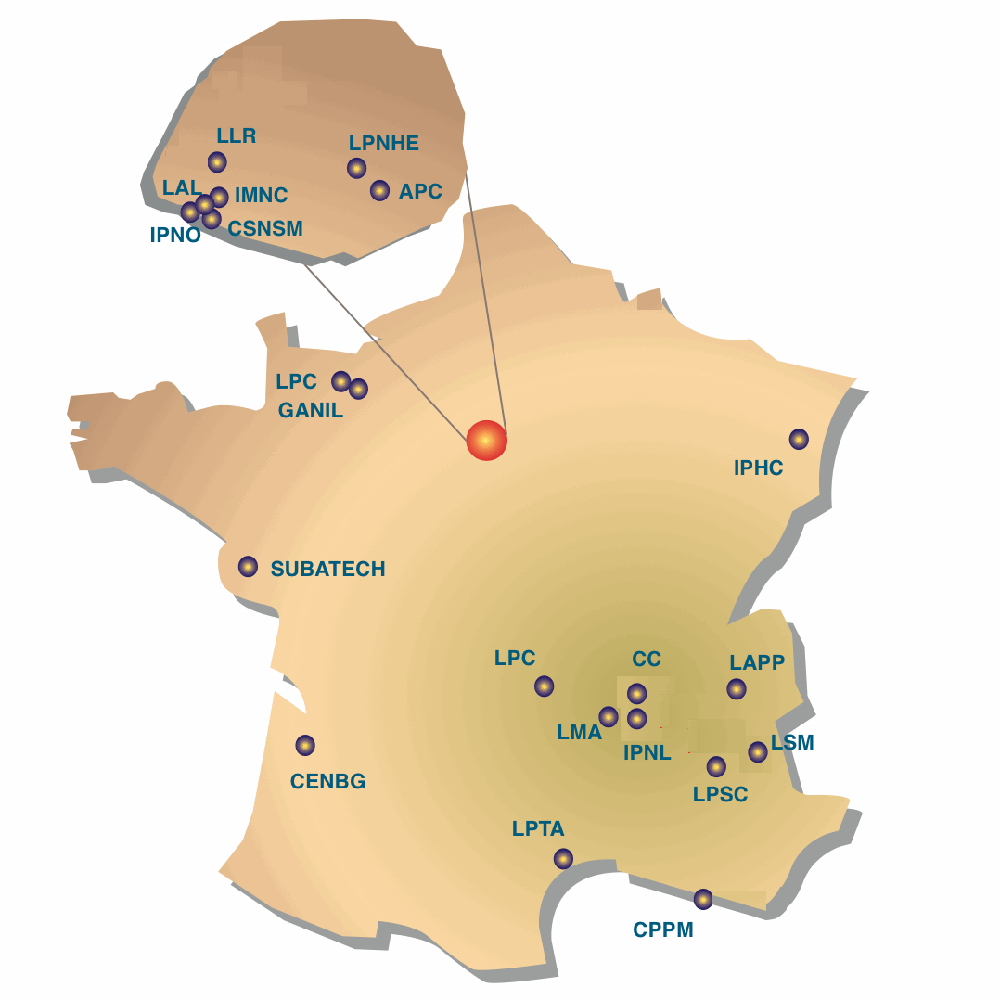 LLR
LPNHE
LAL
IMNC
APC
IPNO
CSNSM
LPC
GANIL
IPHC
SUBATECH
LPC
CC
LAPP
LMA
LSM
IPNL
CENBG
LPSC
LPTA
CPPM